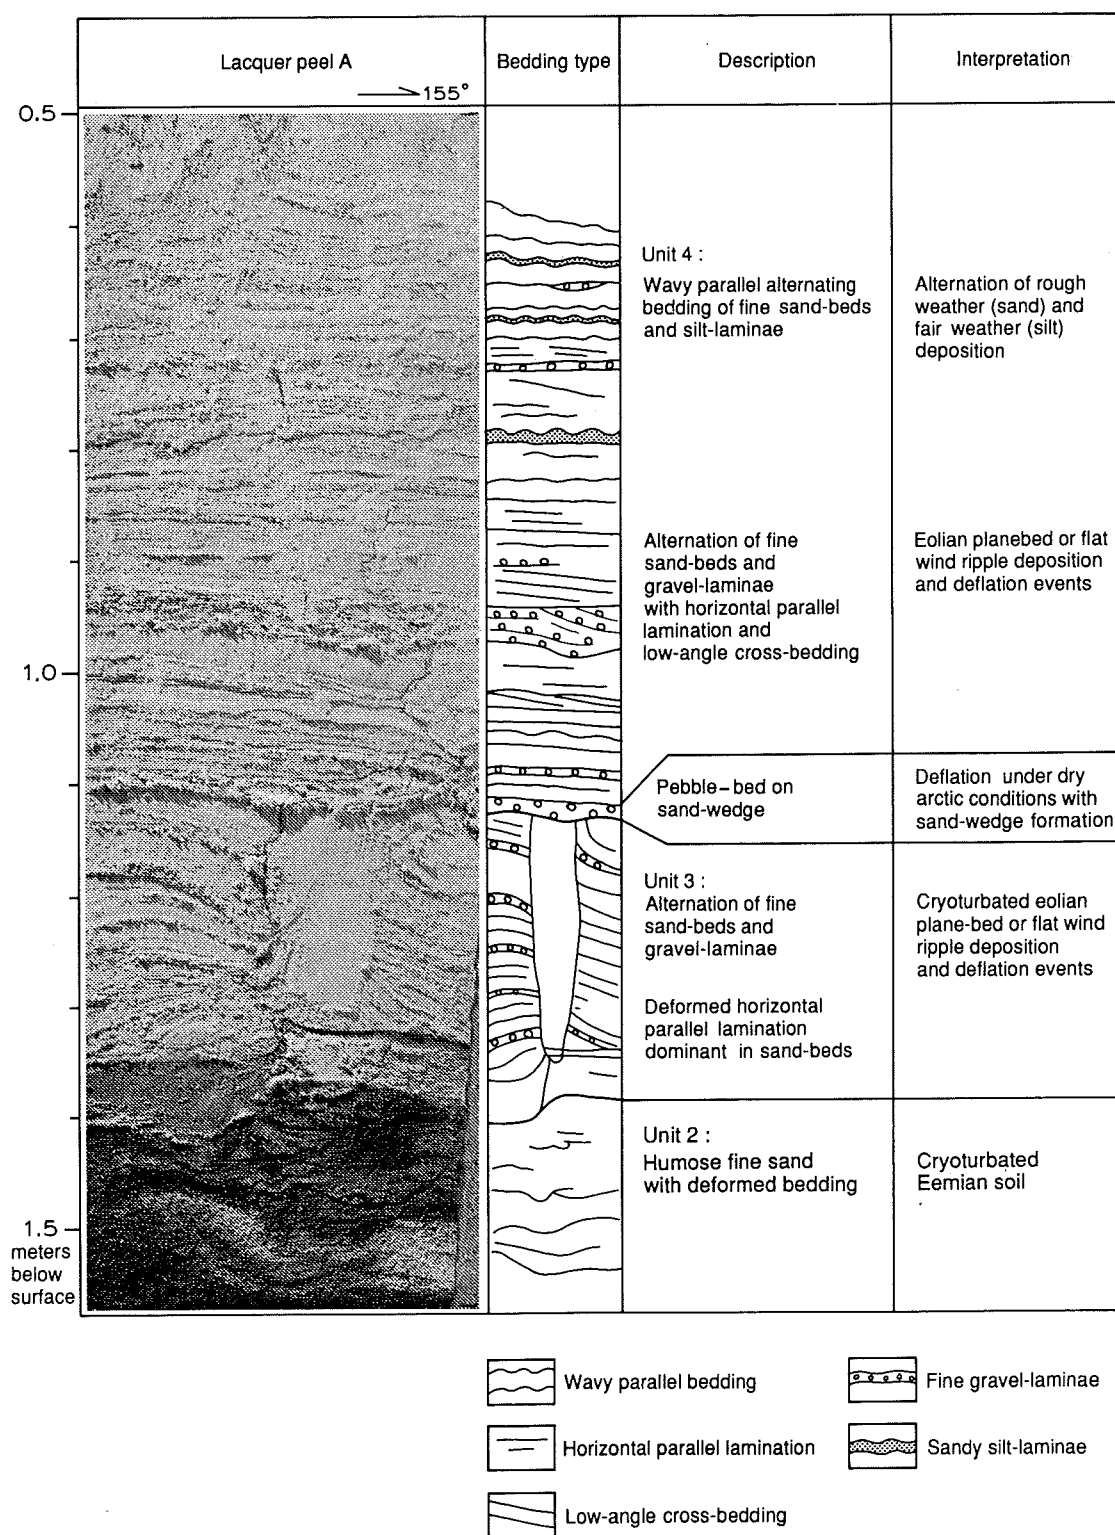 Lacquer peel A
155°
Bedding type
Description
Interpretation
0.5
1.0
1.5
meters
below
surface
Unit 4 :
Wavy parallel alternating
bedding of fine sand-beds
and silt-laminae
Alternation of rough
weather (sand) and
fair weather (silt)
deposition
Alternation of fine
sand-beds and
gravel-laminae
with horizontal parallel
lamination and
low-angle cross-bedding
Eolian planebed or flat
wind ripple deposition
and deflation events
Pebble-bed on
sand-wedge
Deflation under dry
arctic conditions with
sand-wedge formation
Unit 3 :
Alternation of fine
sand-beds and
gravel-laminae
Deformed horizontal
parallel lamination
dominant in sand-beds
Cryoturbated eolian
plane-bed or flat wind
ripple deposition
and deflation events
Unit 2 :
Humose fine sand
with deformed bedding
Cryoturbated
Eemian soil
Wavy parallel bedding
Fine gravel-laminae
Horizontal parallel lamination
Sandy silt-laminae
Low-angle cross-bedding